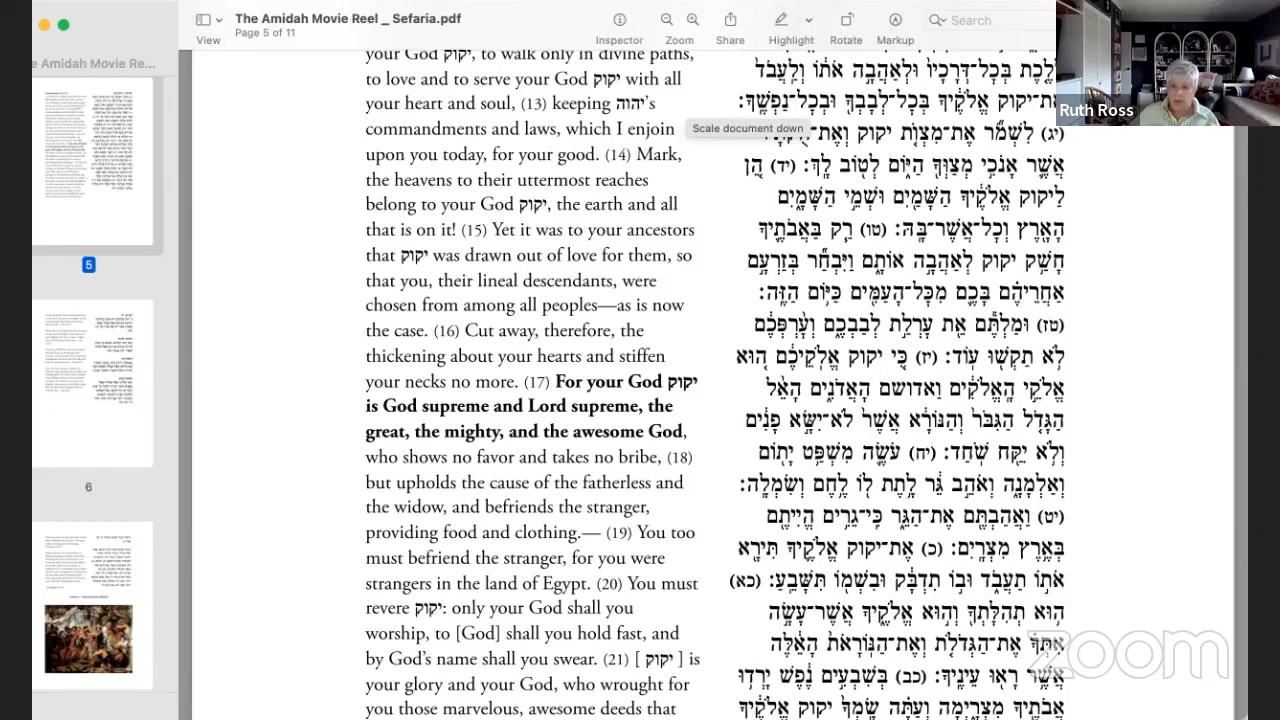 The Amidah Movie Reel _ Sefaria.pdf
Page 5 of 11
View
Inspector
Zoom
Share
Highlight
Rotate
Markup
Search
e Amidah Movie Re...
5
6
Ruth Ross
Scale document down
your God יקוק, to walk only in divine paths,
to love and to serve your God יקוק with all
your heart and soul, (13) keeping יהוה's
commandments and laws, which I enjoin
upon you today, for your good. (14) Mark,
the heavens to their uttermost reaches
belong to your God יקוק, the earth and all
that is on it! (15) Yet it was to your ancestors
that יקוק was drawn out of love for them, so
that you, their lineal descendants, were
chosen from among all peoples—as is now
the case. (16) Cut away, therefore, the
thickening about your hearts and stiffen
your necks no more. (17) For your God יקוק
is God supreme and Lord supreme, the
great, the mighty, and the awesome God,
who shows no favor and takes no bribe, (18)
but upholds the cause of the fatherless and
the widow, and befriends the stranger,
providing food and clothing.— (19) You too
must befriend the stranger, for you were
strangers in the land of Egypt. (20) You must
revere יקוק: only your God shall you
worship, to [God] shall you hold fast, and
by God's name shall you swear. (21) [ יקוק ] is
your glory and your God, who wrought for
you those marvelous, awesome deeds that
לָלֶ֤כֶת בְּכׇל־דְּרָכָיו֙ וּלְאַהֲבָ֣ה אֹת֔וֹ וְלַֽעֲבֹד֙
אֶת־יקוק אֱלֹקֶ֔יךָ בְּכׇל־לְבָבְךָ֖ וּבְכׇל־נַפְשֶֽׁךָ׃
(יג) לִשְׁמֹ֞ר אֶת־מִצְוֺ֤ת יקוק וְאֶת־
אֲשֶׁ֛ר אָנֹכִ֥י מְצַוְּךָ֖ הַיּ֑וֹם לְט֖וֹב לָֽךְ׃ (יד) הֵ֚ן
לַיקוק אֱלֹקֶ֔יךָ הַשָּׁמַ֖יִם וּשְׁמֵ֣י הַשָּׁמָ֑יִם
הָאָ֖רֶץ וְכׇל־אֲשֶׁר־בָּֽהּ׃ (טו) רַ֧ק בַּאֲבֹתֶ֛יךָ
חָשַׁ֥ק יקוק לְאַהֲבָ֣ה אוֹתָ֑ם וַיִּבְחַ֞ר בְּזַרְעָ֣ם
אַחֲרֵיהֶ֗ם בָּכֶ֛ם מִכׇּל־הָעַמִּ֖ים כַּיּ֥וֹם הַזֶּֽה׃
(טז) וּמַלְתֶּ֕ם אֵ֖ת עׇרְלַ֣ת לְבַבְכֶ֑ם וְעׇ֨רְפְּכֶ֔ם
לֹ֥א תַקְשׁ֖וּ עֽוֹד׃ (יז) כִּ֚י יקוק אֱלֹֽקֵיכֶ֔ם ה֚וּא
אֱלֹקֵ֣י הָֽאֱלֹקִ֔ים וַאֲדֹנֵ֖י הָאֲדֹנִ֑ים הָאֵ֨ל
הַגָּדֹ֤ל הַגִּבֹּר֙ וְהַנּוֹרָ֔א אֲשֶׁר֙ לֹא־יִשָּׂ֣א פָנִ֔ים
וְלֹ֥א יִקַּ֖ח שֹֽׁחַד׃ (יח) עֹשֶׂ֛ה מִשְׁפַּ֥ט יָת֖וֹם
וְאַלְמָנָ֑ה וְאֹהֵ֣ב גֵּ֔ר לָ֥תֶת ל֖וֹ לֶ֥חֶם וְשִׂמְלָֽה׃
(יט) וַאֲהַבְתֶּ֖ם אֶת־הַגֵּ֑ר כִּֽי־גֵרִ֥ים הֱיִיתֶ֖ם
בְּאֶ֥רֶץ מִצְרָֽיִם׃ (כ) אֶת־יקוק אֱלֹקֶ֛יךָ תִּירָ֖א
אֹת֣וֹ תַעֲבֹ֑ד וּב֣וֹ תִדְבָּ֔ק וּבִשְׁמ֖וֹ תִּשָּׁבֵֽעַ׃ (כא)
ה֥וּא תְהִלָּתְךָ֖ וְה֣וּא אֱלֹקֶ֑יךָ אֲשֶׁר־עָשָׂ֣ה
אִתְּךָ֗ אֶת־הַגְּדֹלֹ֤ת וְאֶת־הַנּֽוֹרָאֹת֙ הָאֵ֔לֶּה
אֲשֶׁ֥ר רָא֖וּ עֵינֶֽיךָ׃ (כב) בְּשִׁבְעִ֣ים נֶ֔פֶשׁ יָרְד֥וּ
אֲבֹתֶ֖יךָ מִצְרָ֑יְמָה וְעַתָּ֗ה שָֽׂמְךָ֙ יקוק אֱלֹקֶ֔יךָ
zoom